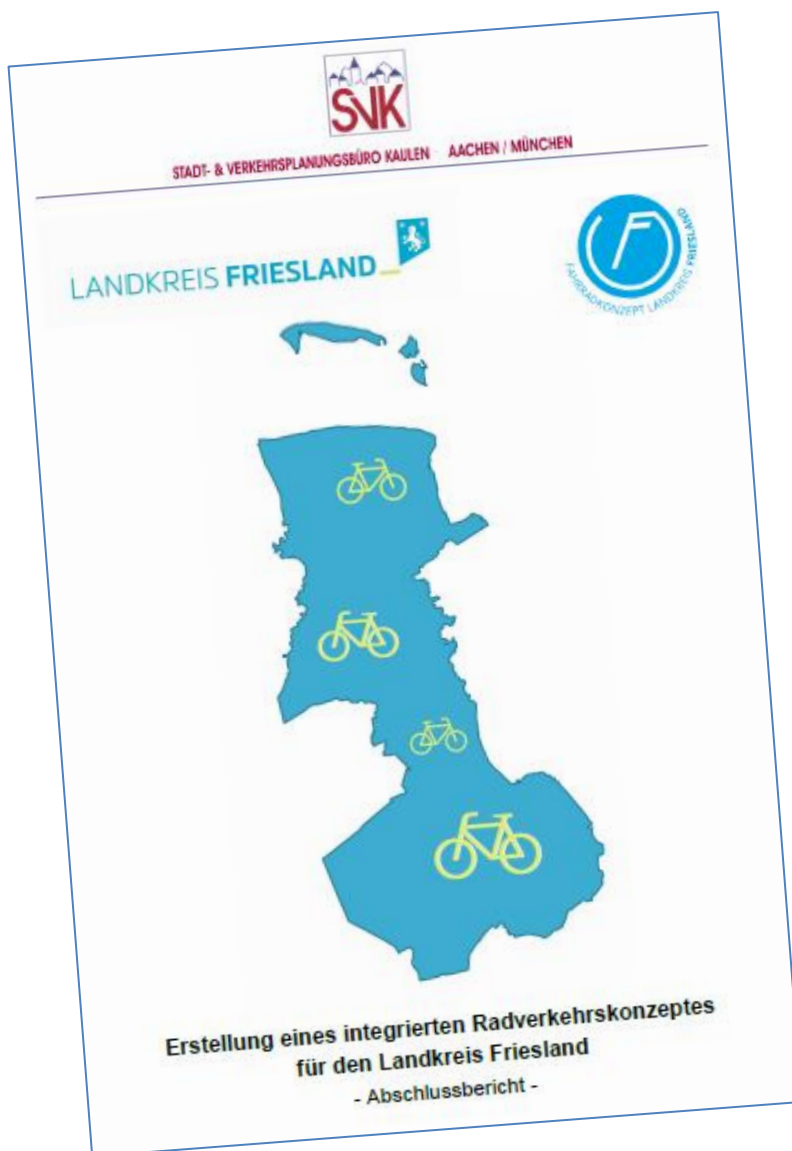 SVK
STADT- & VERKEHRSPLANUNGSBÜRO KAULEN AACHEN / MÜNCHEN
LANDKREIS FRIESLAND
F
FAHRRADKONZEPT LANDKREIS FRIESLAND
Erstellung eines integrierten Radverkehrskonzeptes
für den Landkreis Friesland
- Abschlussbericht -